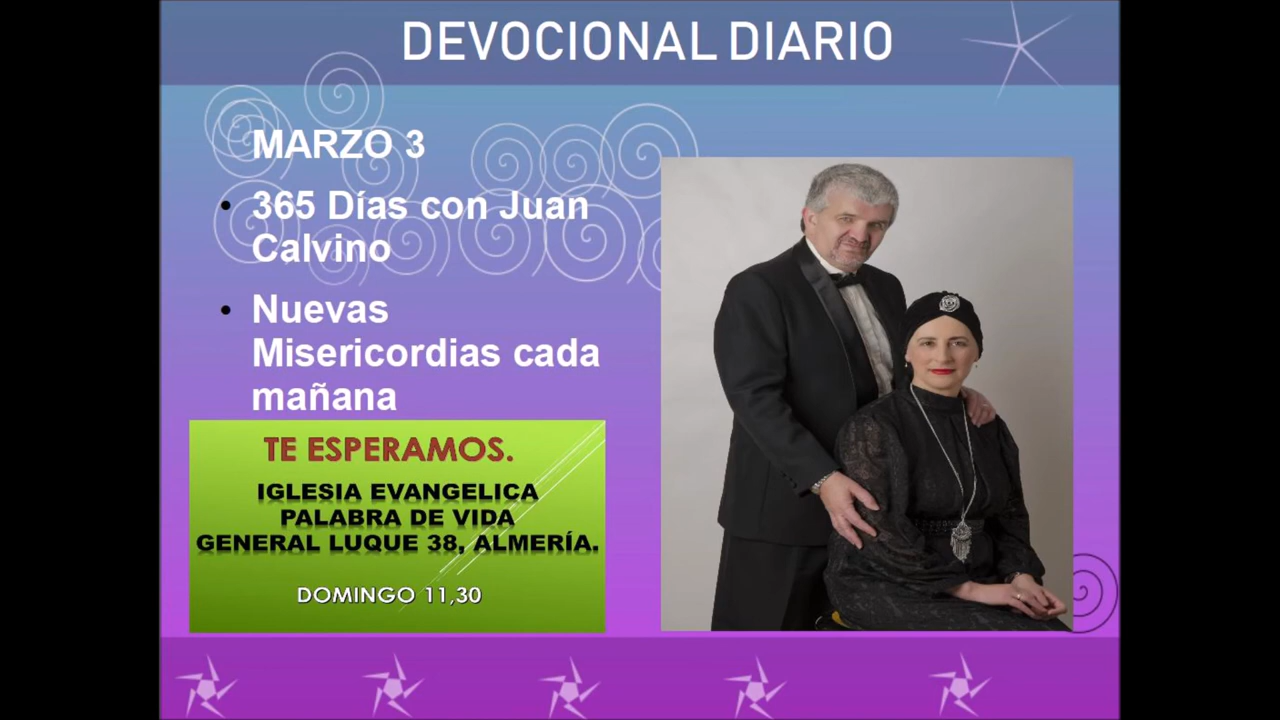 DEVOCIONAL DIARIO
MARZO 3
• 365 Días con Juan
Calvino
• Nuevas
Misericordias cada
mañana
TE ESPERAMOS.
IGLESIA EVANGELICA
PALABRA DE VIDA
GENERAL LUQUE 38, ALMERÍA.
DOMINGO 11,30